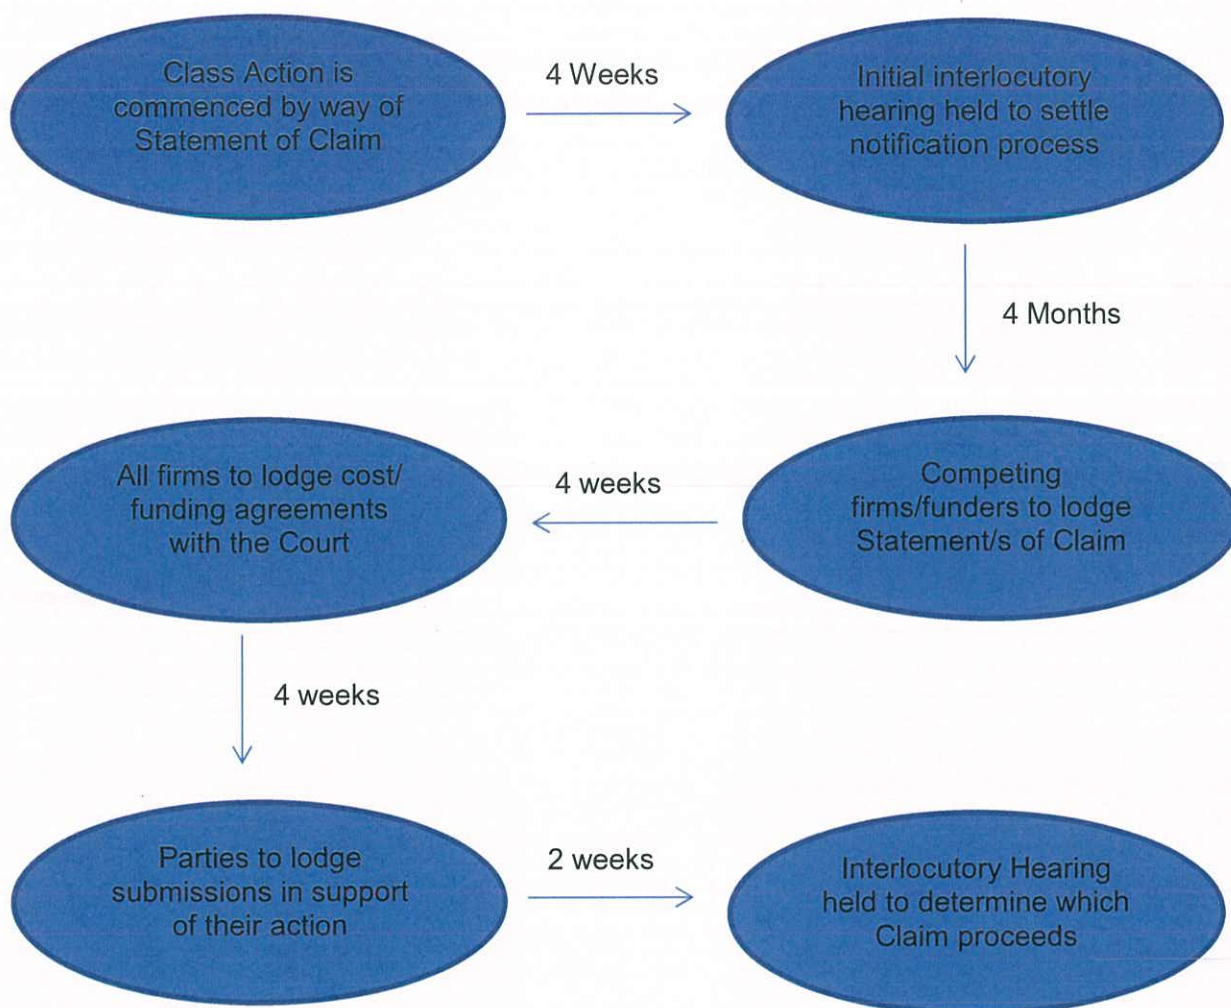 Class Action is
commenced by way of
Statement of Claim
4 Weeks
Initial interlocutory
hearing held to settle
notification process
4 Months
Competing
firms/funders to lodge
Statement/s of Claim
4 weeks
All firms to lodge cost/
funding agreements
with the Court
4 weeks
Parties to lodge
submissions in support
of their action
2 weeks
Interlocutory Hearing
held to determine which
Claim proceeds